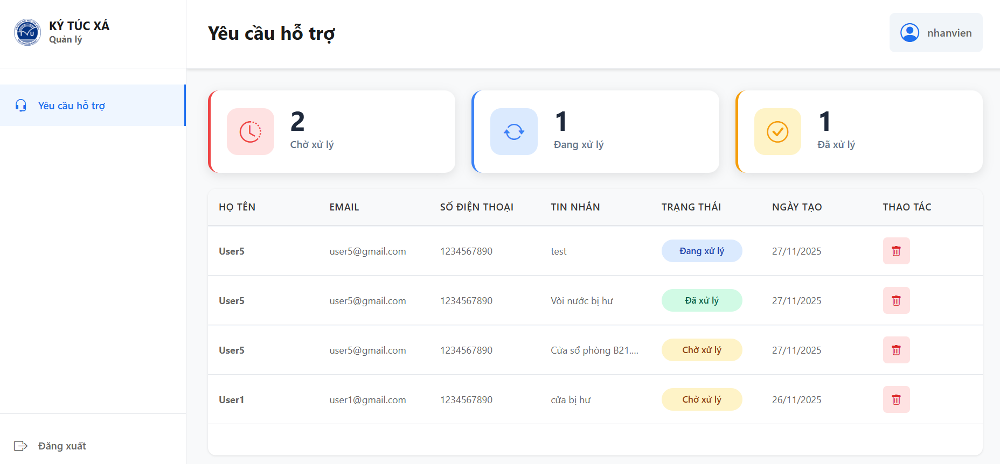 KÝ TÚC XÁ
Quản lý
Yêu cầu hỗ trợ
nhanvien
Yêu cầu hỗ trợ
2
Chờ xử lý
1
Đang xử lý
1
Đã xử lý
HỌ TÊN EMAIL SỐ ĐIỆN THOẠI TIN NHẮN TRẠNG THÁI NGÀY TẠO THAO TÁC
User5 user5@gmail.com 1234567890 test Đang xử lý 27/11/2025
User5 user5@gmail.com 1234567890 Vòi nước bị hư Đã xử lý 27/11/2025
User5 user5@gmail.com 1234567890 Cửa sổ phòng B21.... Chờ xử lý 27/11/2025
User1 user1@gmail.com 1234567890 cửa bị hư Chờ xử lý 26/11/2025
Đăng xuất